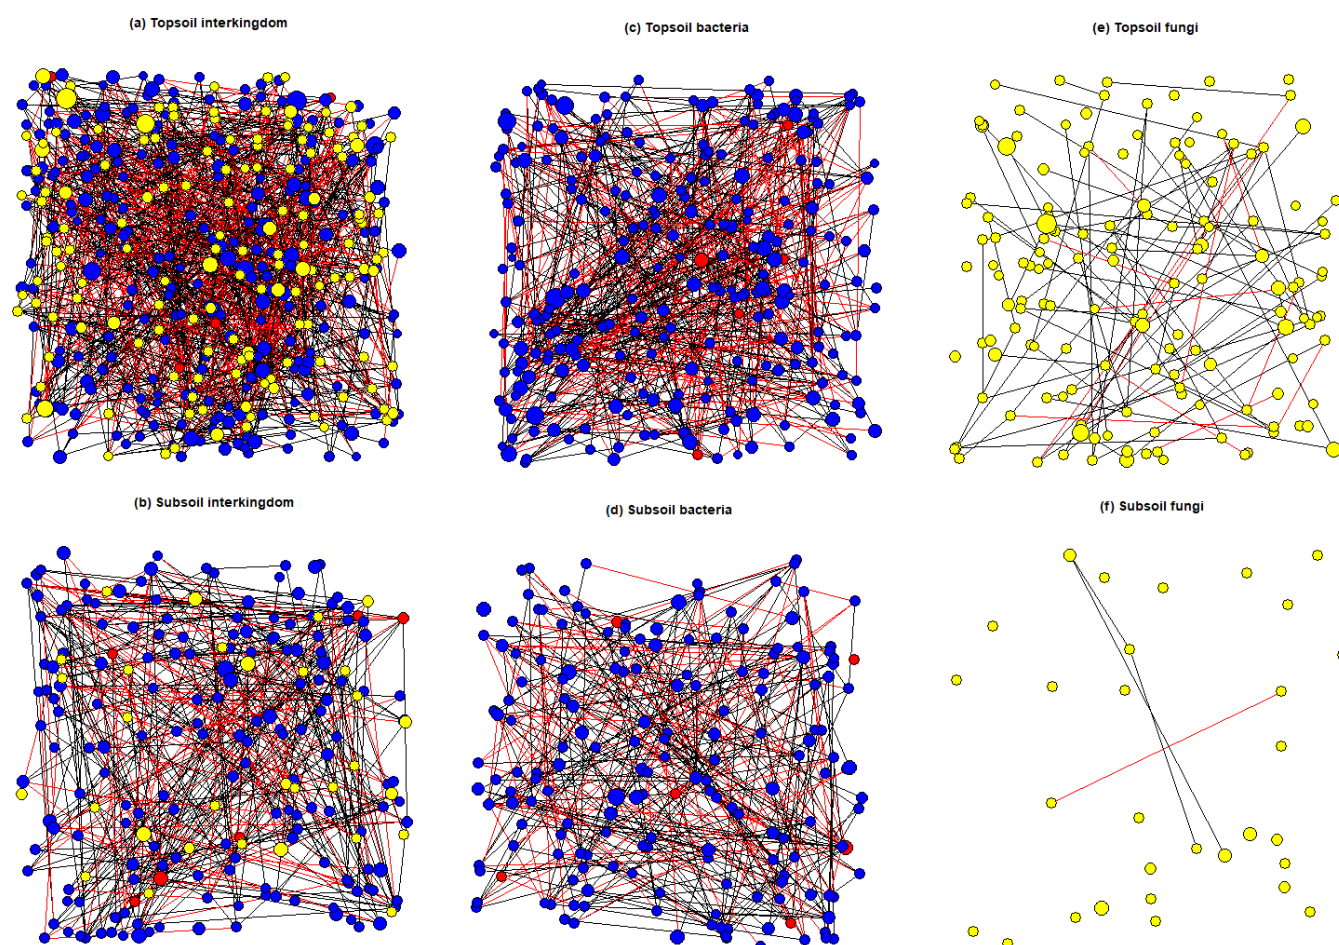 (a) Topsoil interkingdom
(c) Topsoil bacteria
(e) Topsoil fungi
(b) Subsoil interkingdom
(d) Subsoil bacteria
(f) Subsoil fungi